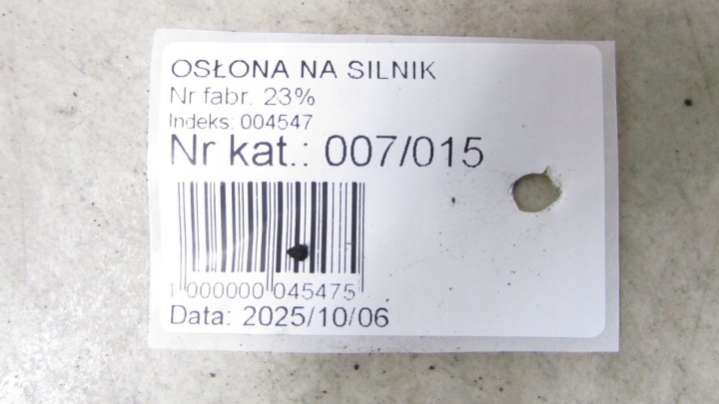 OSŁONA NA SILNIK
Nr fabr. 23%
Indeks: 004547
Nr kat.: 007/015
1 000000 045475
Data: 2025/10/06